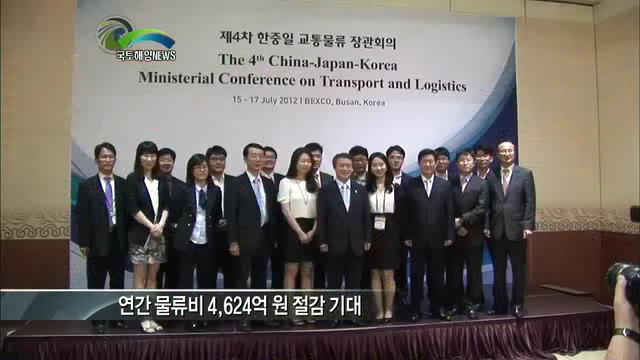 국토해양NEWS
제4차 한중일 교통물류 장관회의
The 4th China-Japan-Korea
Ministerial Conference on Transport and Logistics
15 - 17 July 2012 I BEXCO, Busan, Korea
연간 물류비 4,624억 원 절감 기대